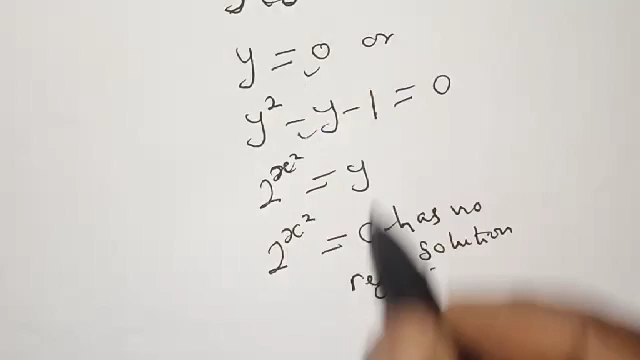 y = 0 or
y² - y - 1 = 0
2^x² = y
2^x² = 0 has no
solution